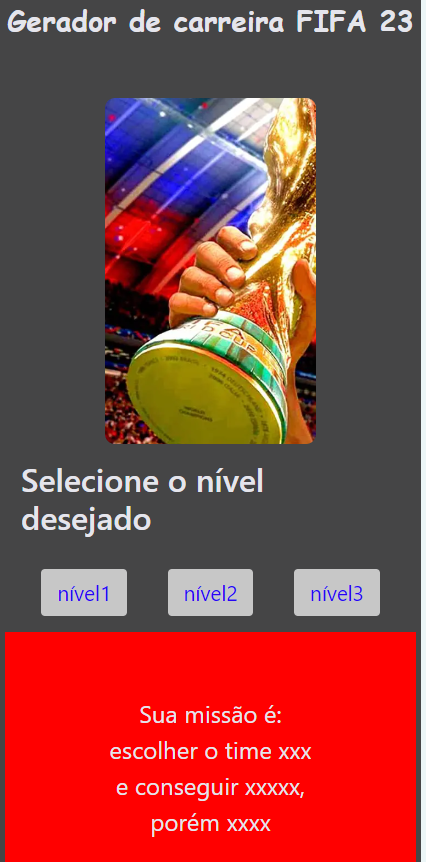 Gerador de carreira FIFA 23
Selecione o nível
desejado
nível1 nível2 nível3
Sua missão é:
escolher o time xxx
e conseguir xxxxx,
porém xxxx